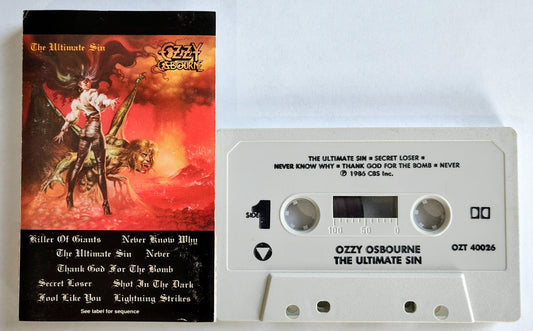 The Ultimate Sin
OZZY
OSBOURNE
Killer Of Giants Never Know Why
The Ultimate Sin Never
Thank God For The Bomb
Secret Loser Shot In The Dark
Fool Like You Lightning Strikes
See label for sequence
THE ULTIMATE SIN ■ SECRET LOSER ■
NEVER KNOW WHY ■ THANK GOD FOR THE BOMB ■ NEVER
℗ 1986 CBS Inc.
SIDE 1
100 50 0
OZZY OSBOURNE
THE ULTIMATE SIN
OZT 40026